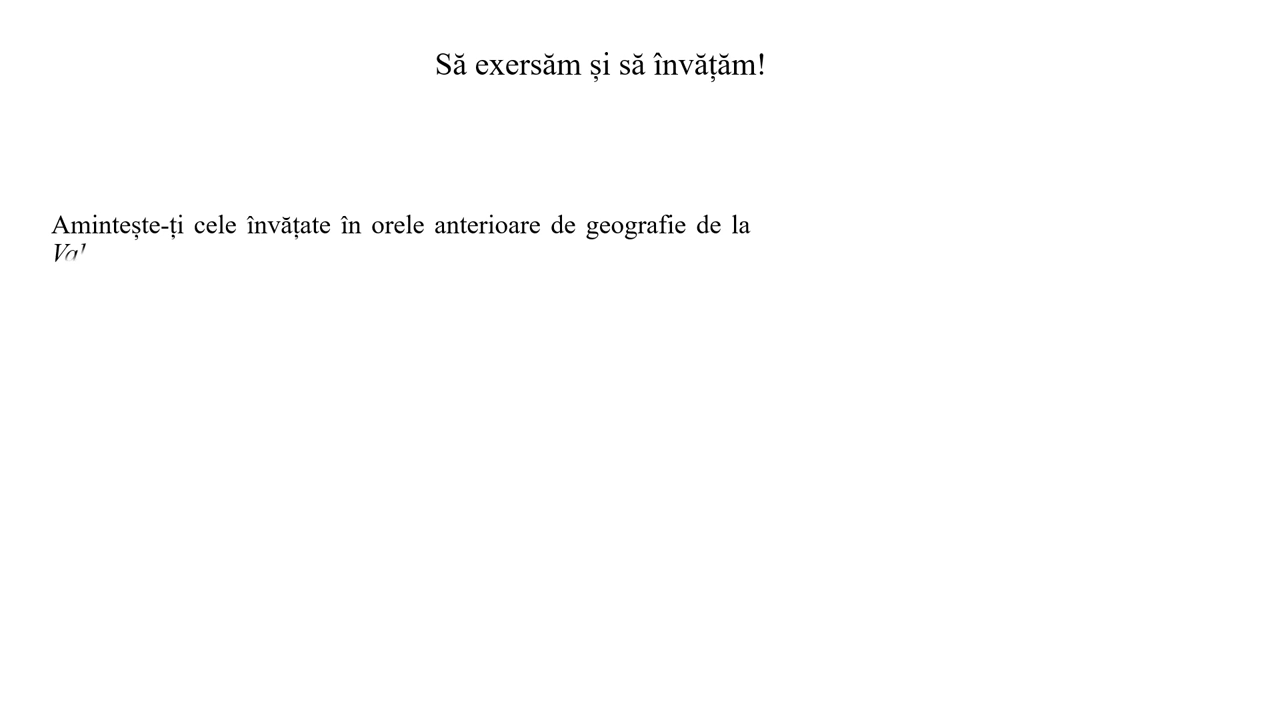 Să exersăm și să învățăm!
Amintește-ți cele învățate în orele anterioare de geografie de la